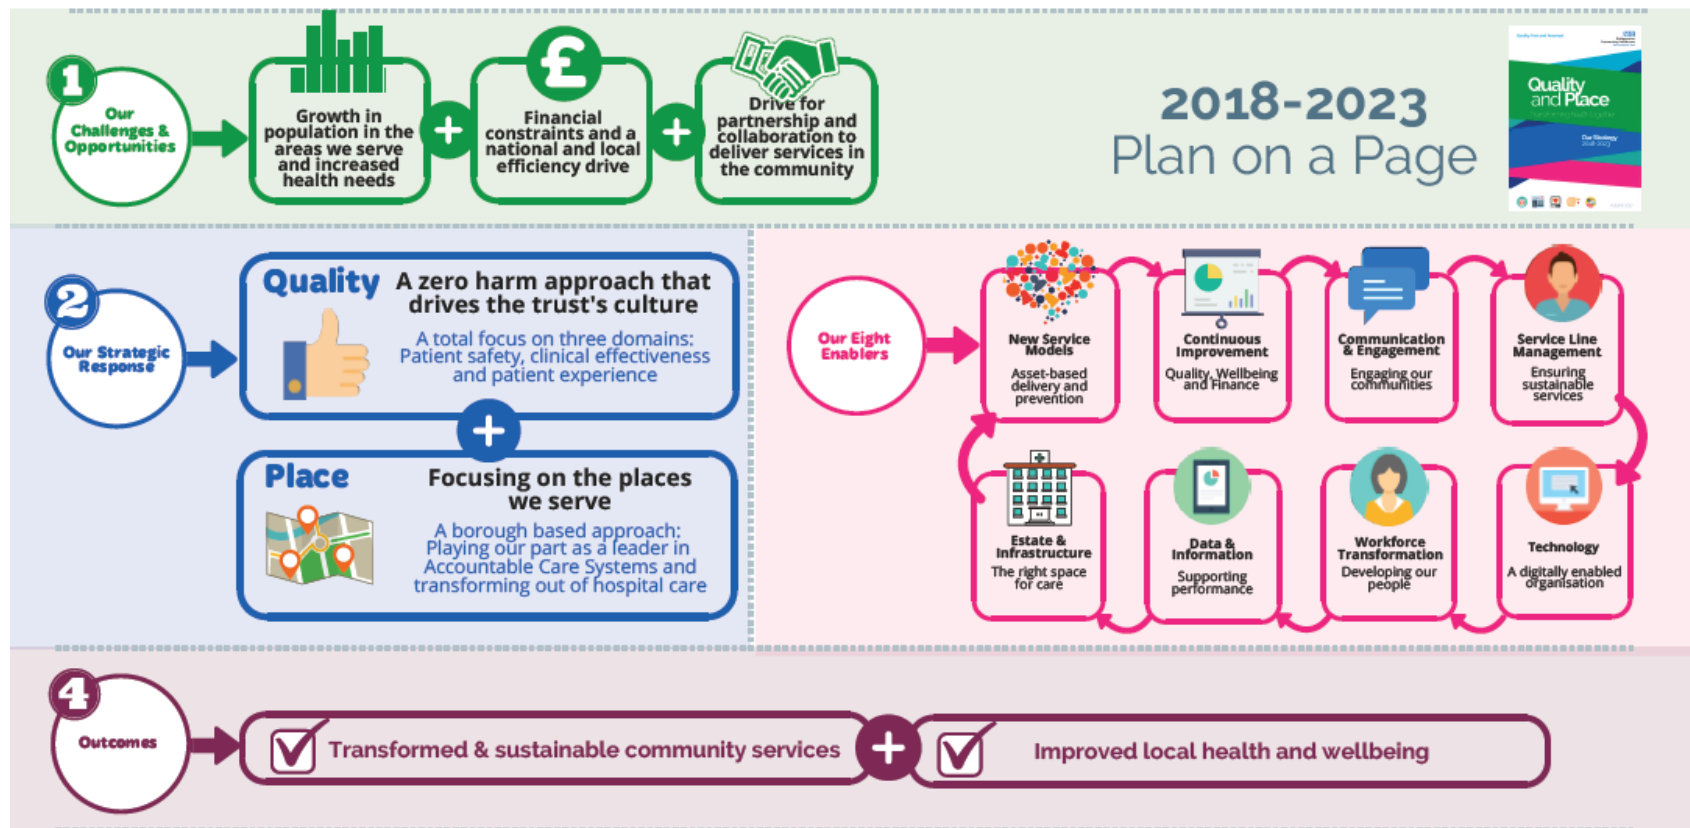 1
Our
Challenges &
Opportunities
Growth in
population in the
areas we serve
and increased
health needs
+
£
Financial
constraints and a
national and local
efficiency drive
+
Drive for
partnership and
collaboration to
deliver services in
the community
2018-2023
Plan on a Page
Quality
and Place
Our Strategy
2018-2023
2
Our Strategic
Response
Quality
A zero harm approach that
drives the trust's culture
A total focus on three domains:
Patient safety, clinical effectiveness
and patient experience
+
Place
Focusing on the places
we serve
A borough based approach:
Playing our part as a leader in
Accountable Care Systems and
transforming out of hospital care
Our Eight
Enablers
New Service
Models
Asset-based
delivery and
prevention
Continuous
Improvement
Quality, Wellbeing
and Finance
Communication
& Engagement
Engaging our
communities
Service Line
Management
Ensuring
sustainable
services
Estate &
Infrastructure
The right space
for care
Data &
Information
Supporting
performance
Workforce
Transformation
Developing our
people
Technology
A digitally enabled
organisation
4
Outcomes
Transformed & sustainable community services
+
Improved local health and wellbeing